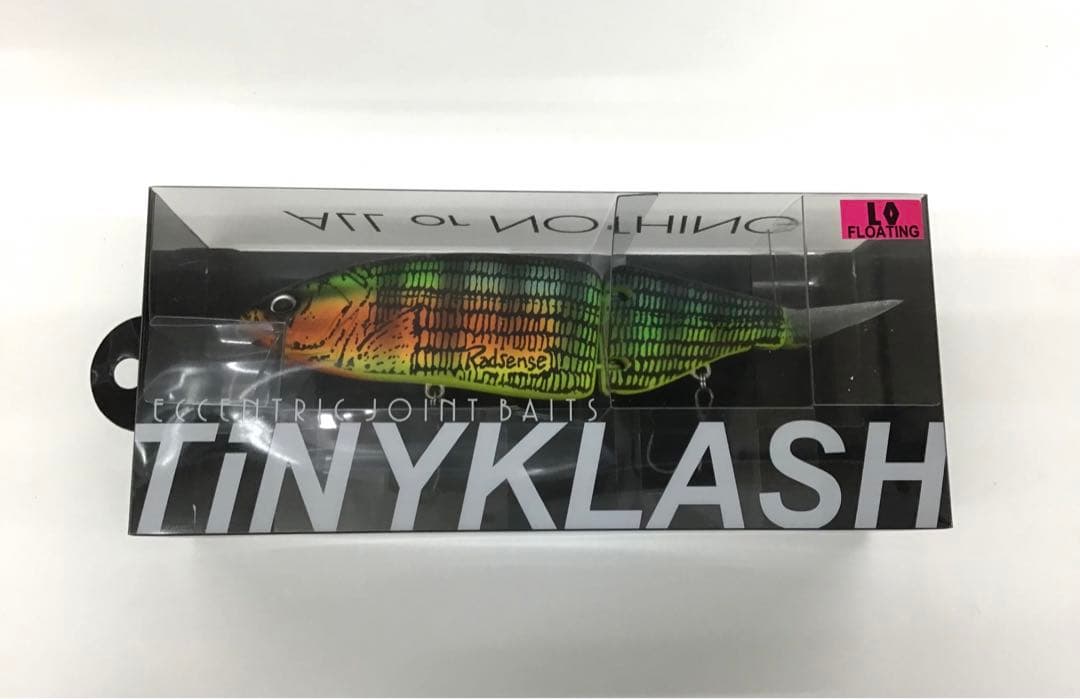 ALL or NOTHING
LO
FLOATING
Radsense
ECCENTRIC JOINT BAITS
TiNYKLASH